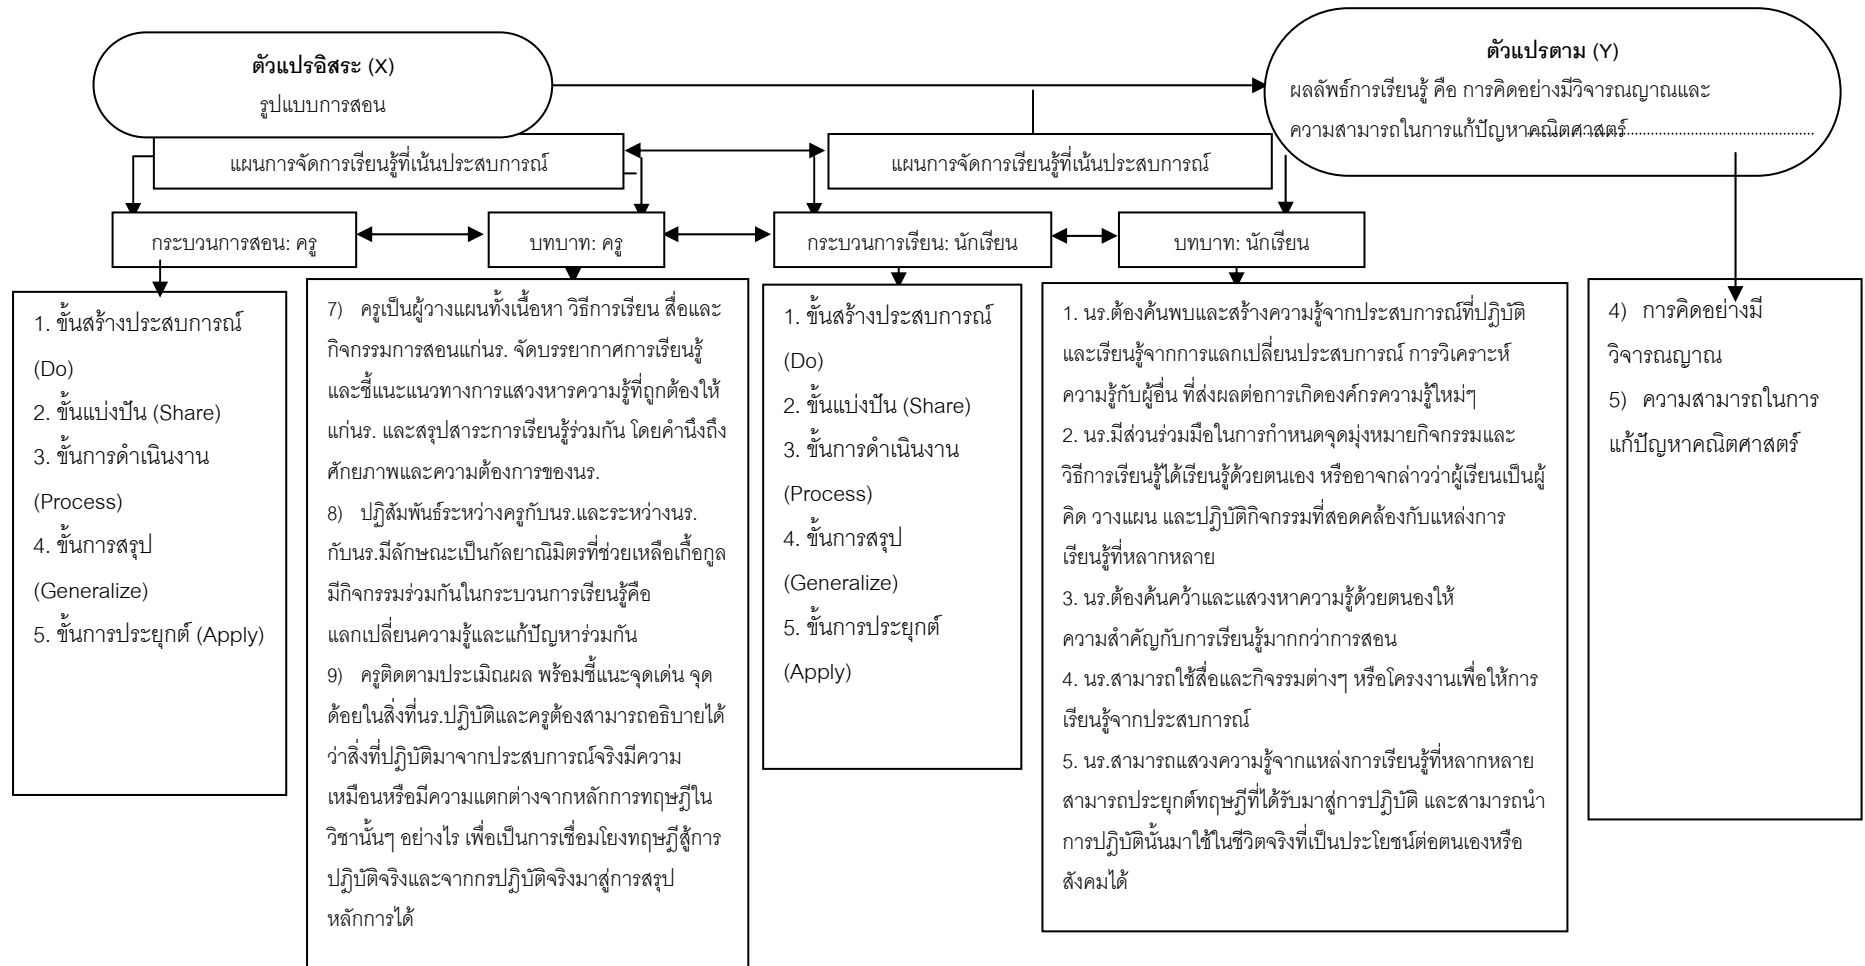 ตัวแปรอิสระ (X)
รูปแบบการสอน
ตัวแปรตาม (Y)
ผลลัพธ์การเรียนรู้ คือ การคิดอย่างมีวิจารณญาณและ
ความสามารถในการแก้ปัญหาคณิตศาสตร์
แผนการจัดการเรียนรู้ที่เน้นประสบการณ์
แผนการจัดการเรียนรู้ที่เน้นประสบการณ์
กระบวนการสอน: ครู
บทบาท: ครู
กระบวนการเรียน: นักเรียน
บทบาท: นักเรียน
1. ขั้นสร้างประสบการณ์
(Do)
2. ขั้นแบ่งปัน (Share)
3. ขั้นการดำเนินงาน
(Process)
4. ขั้นการสรุป
(Generalize)
5. ขั้นการประยุกต์ (Apply)
7) ครูเป็นผู้วางแผนทั้งเนื้อหา วิธีการเรียน สื่อและ
กิจกรรมการสอนแก่นร. จัดบรรยากาศการเรียนรู้
และชี้แนะแนวทางการแสวงหารความรู้ที่ถูกต้องให้
แก่นร. และสรุปสาระการเรียนรู้ร่วมกัน โดยคำนึงถึง
ศักยภาพและความต้องการของนร.
8) ปฏิสัมพันธ์ระหว่างครูกับนร.และระหว่างนร.
กับนร.มีลักษณะเป็นกัลยาณิมิตรที่ช่วยเหลือเกื้อกูล
มีกิจกรรมร่วมกันในกระบวนการเรียนรู้คือ
แลกเปลี่ยนความรู้และแก้ปัญหาร่วมกัน
9) ครูติดตามประเมิณผล พร้อมชี้แนะจุดเด่น จุด
ด้อยในสิ่งที่นร.ปฏิบัติและครูต้องสามารถอธิบายได้
ว่าสิ่งที่ปฏิบัติมาจากประสบการณ์จริงมีความ
เหมือนหรือมีความแตกต่างจากหลักการทฤษฎีใน
วิชานั้นๆ อย่างไร เพื่อเป็นการเชื่อมโยงทฤษฎีสู้การ
ปฏิบัติจริงและจากกรปฏิบัติจริงมาสู่การสรุป
หลักการได้
1. ขั้นสร้างประสบการณ์
(Do)
2. ขั้นแบ่งปัน (Share)
3. ขั้นการดำเนินงาน
(Process)
4. ขั้นการสรุป
(Generalize)
5. ขั้นการประยุกต์
(Apply)
1. นร.ต้องค้นพบและสร้างความรู้จากประสบการณ์ที่ปฏิบัติ
และเรียนรู้จากการแลกเปลี่ยนประสบการณ์ การวิเคราะห์
ความรู้กับผู้อื่น ที่ส่งผลต่อการเกิดองค์กรความรู้ใหม่ๆ
2. นร.มีส่วนร่วมมือในการกำหนดจุดมุ่งหมายกิจกรรมและ
วิธีการเรียนรู้ได้เรียนรู้ด้วยตนเอง หรืออาจกล่าวว่าผู้เรียนเป็นผู้
คิด วางแผน และปฏิบัติกิจกรรมที่สอดคล้องกับแหล่งการ
เรียนรู้ที่หลากหลาย
3. นร.ต้องค้นคว้าและแสวงหาความรู้ด้วยตนองให้
ความสำคัญกับการเรียนรู้มากกว่าการสอน
4. นร.สามารถใช้สื่อและกิจกรรมต่างๆ หรือโครงงานเพื่อให้การ
เรียนรู้จากประสบการณ์
5. นร.สามารถแสวงความรู้จากแหล่งการเรียนรู้ที่หลากหลาย
สามารถประยุกต์ทฤษฎีที่ได้รับมาสู่การปฏิบัติ และสามารถนำ
การปฏิบัตินั้นมาใช้ในชีวิตจริงที่เป็นประโยชน์ต่อตนเองหรือ
สังคมได้
4) การคิดอย่างมี
วิจารณญาณ
5) ความสามารถในการ
แก้ปัญหาคณิตศาสตร์